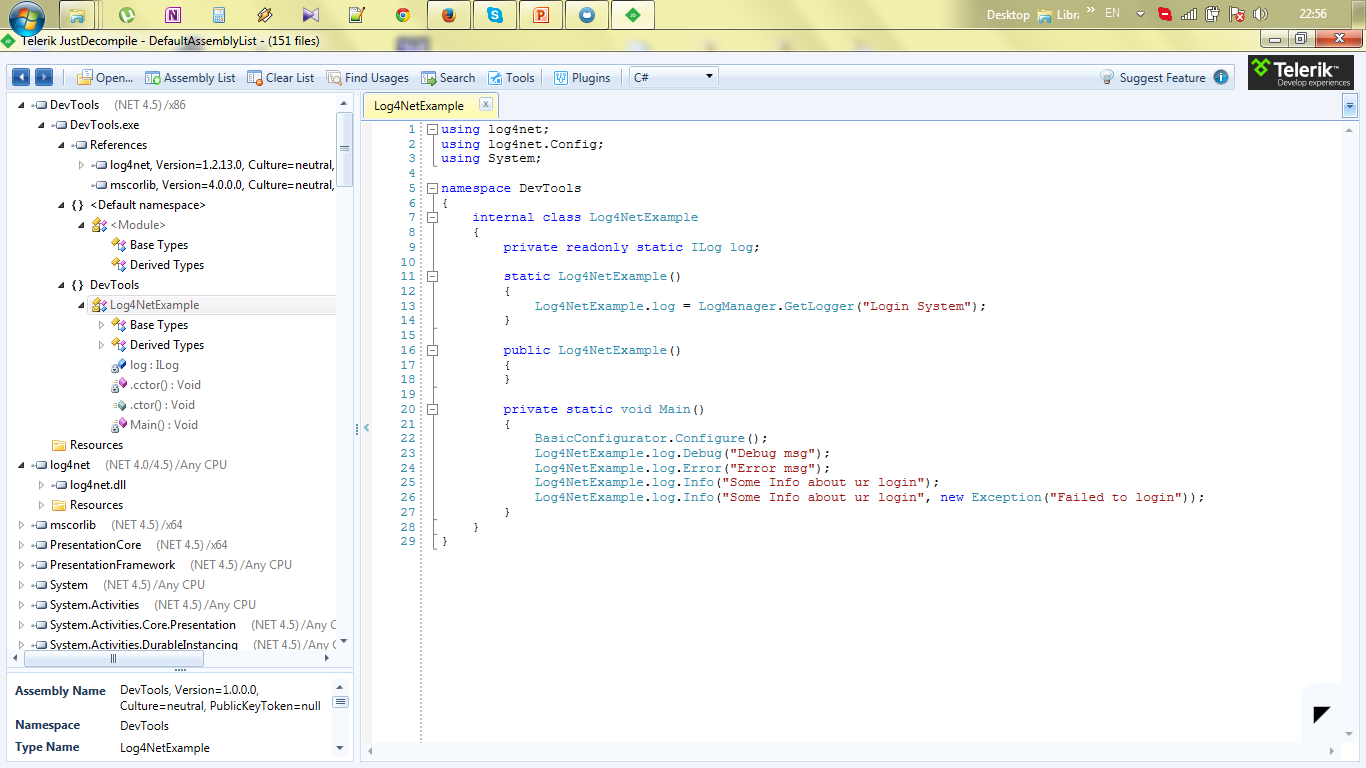 Desktop
Libra
»
EN
22:56
Telerik JustDecompile - DefaultAssemblyList - (151 files)
Open... Assembly List Clear List Find Usages Search Tools Plugins C# Suggest Feature
Telerik
Develop experiences
DevTools (NET 4.5) /x86
DevTools.exe
References
log4net, Version=1.2.13.0, Culture=neutral,
mscorlib, Version=4.0.0.0, Culture=neutral,
{} <Default namespace>
<Module>
Base Types
Derived Types
{} DevTools
Log4NetExample
Base Types
Derived Types
log : ILog
.cctor() : Void
.ctor() : Void
Main() : Void
Resources
log4net (NET 4.0/4.5) /Any CPU
log4net.dll
Resources
mscorlib (NET 4.5) /x64
PresentationCore (NET 4.5) /x64
PresentationFramework (NET 4.5) /Any CPU
System (NET 4.5) /Any CPU
System.Activities (NET 4.5) /Any CPU
System.Activities.Core.Presentation (NET 4.5) /Any C
System.Activities.DurableInstancing (NET 4.5) /Any C
Assembly Name DevTools, Version=1.0.0.0,
Culture=neutral, PublicKeyToken=null
Namespace DevTools
Type Name Log4NetExample
Log4NetExample x
1 using log4net;
2 using log4net.Config;
3 using System;
4
5 namespace DevTools
6 {
7 internal class Log4NetExample
8 {
9 private readonly static ILog log;
10
11 static Log4NetExample()
12 {
13 Log4NetExample.log = LogManager.GetLogger("Login System");
14 }
15
16 public Log4NetExample()
17 {
18 }
19
20 private static void Main()
21 {
22 BasicConfigurator.Configure();
23 Log4NetExample.log.Debug("Debug msg");
24 Log4NetExample.log.Error("Error msg");
25 Log4NetExample.log.Info("Some Info about ur login");
26 Log4NetExample.log.Info("Some Info about ur login", new Exception("Failed to login"));
27 }
28 }
29 }